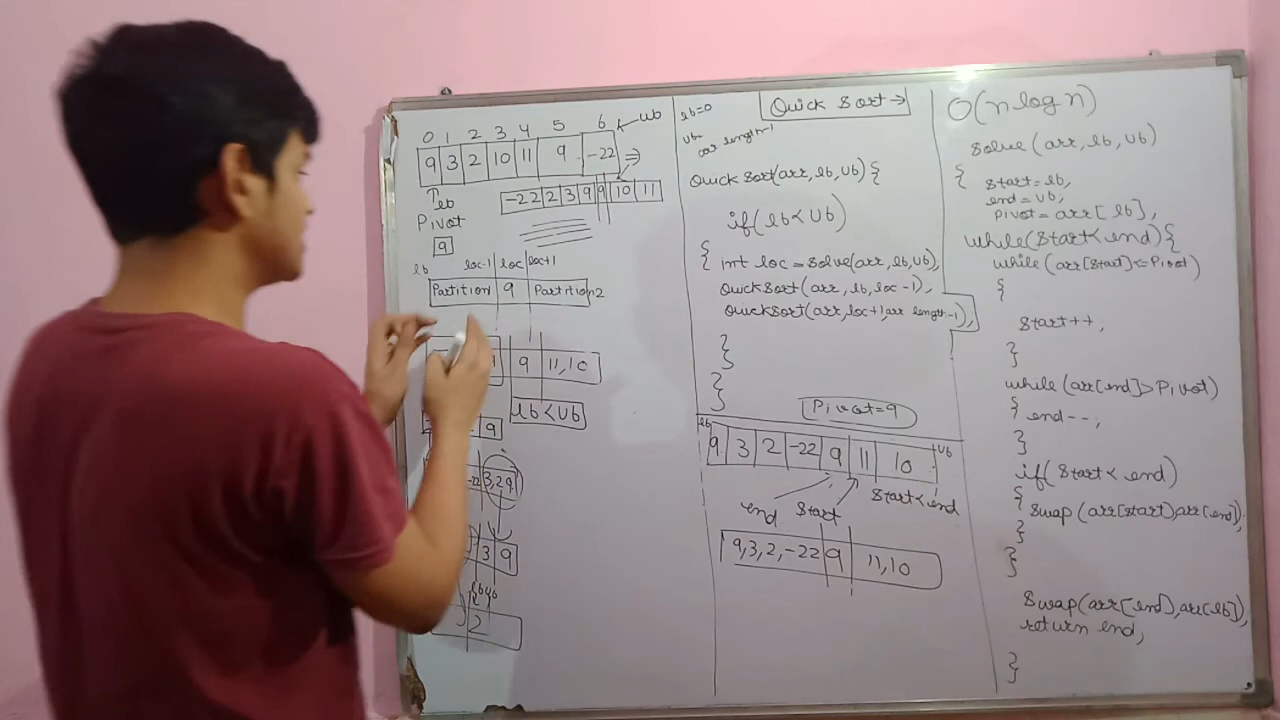 0 1 2 3 4 5 6 ub
9 3 2 10 11 9 -22 ⇒
lb
-22 2 3 9 9 10 11
Pivot
9
lb loc-1 loc loc+1
Partition 9 Partition2
9 11,10
lb<ub
9
-22 3,2,9
3 9
lb ub
2
lb=0
ub=
arr length-1
Quick Sort→
Quick Sort(arr, lb, ub){
if(lb<ub)
{ int loc = Solve(arr, lb, ub),
QuickSort(arr, lb, loc-1),
QuickSort(arr, loc+1, arr length-1),
}
}
Pivot=9
lb ub
9 3 2 -22 9 11 10
end start start<end
9,3,2,-22 9 11,10
O(n log n)
Solve (arr, lb, ub)
{ start=lb,
end=ub,
Pivot=arr[lb],
while(start<end){
while (arr[start]<=Pivot)
{
start++,
}
while (arr[end]>Pivot)
{
end--,
}
if(start<end)
{ swap(arr[start],arr[end]),
}
}
Swap(arr[end],arr[lb]),
return end,
}